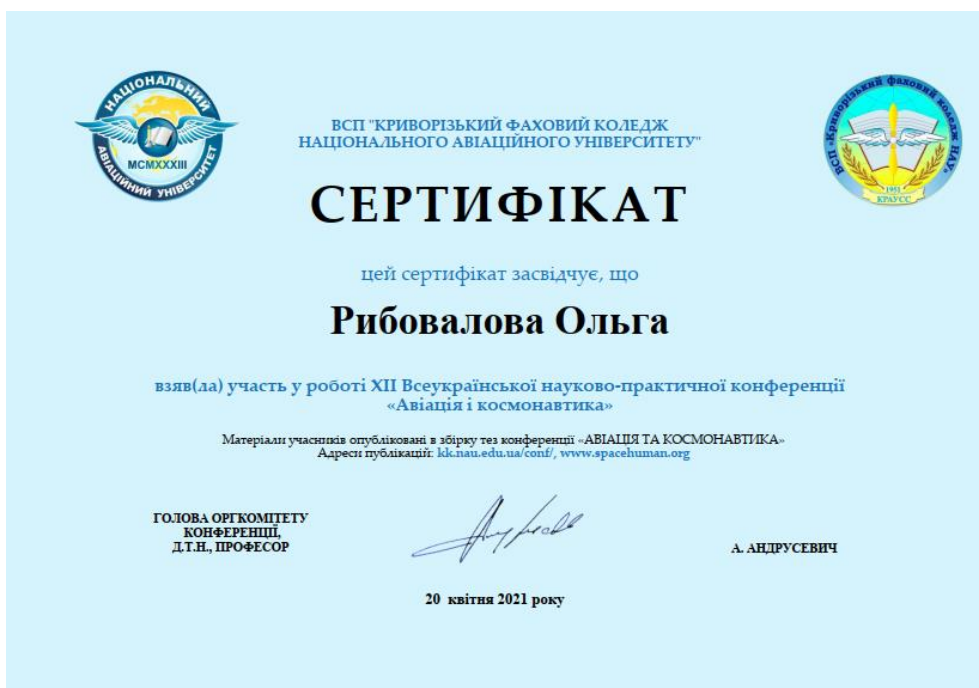 НАЦІОНАЛЬНИЙ
АВІАЦІЙНИЙ УНІВЕРСИТЕТ
MCMXXXIII
ВСП "КРИВОРІЗЬКИЙ ФАХОВИЙ КОЛЕДЖ
НАЦІОНАЛЬНОГО АВІАЦІЙНОГО УНІВЕРСИТЕТУ"
ВСП «Криворізький фаховий коледж НАУ»
1951
КРАУСС
СЕРТИФІКАТ
цей сертифікат засвідчує, що
Рибовалова Ольга
взяв(ла) участь у роботі XII Всеукраїнської науково-практичної конференції
«Авіація і космонавтика»
Матеріали учасників опубліковані в збірку тез конференції «АВІАЦІЯ ТА КОСМОНАВТИКА»
Адреси публікацій: kk.nau.edu.ua/conf/, www.spacehuman.org
ГОЛОВА ОРГКОМІТЕТУ
КОНФЕРЕНЦІЇ,
Д.Т.Н., ПРОФЕСОР
А. АНДРУСЕВИЧ
20 квітня 2021 року